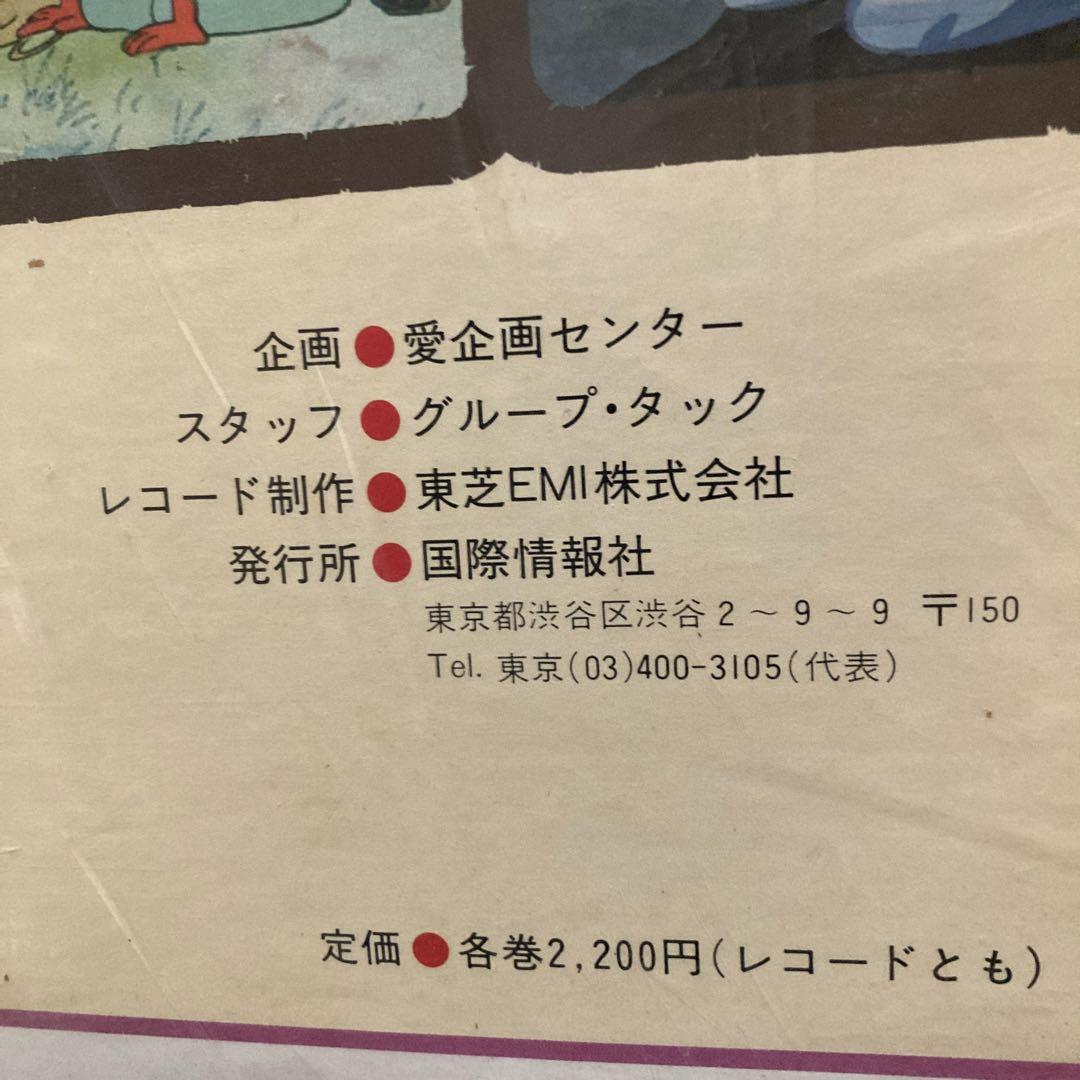 企画●愛企画センター
スタッフ●グループ・タック
レコード制作●東芝EMI株式会社
発行所●国際情報社
東京都渋谷区渋谷2～9～9 〒150
Tel. 東京(03)400-3105(代表)
定価●各巻2,200円(レコードとも)